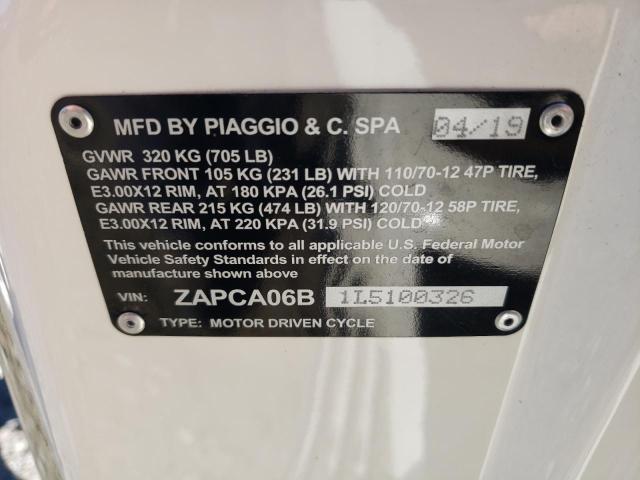 MFD BY PIAGGIO & C. SPA 04/19
GVWR 320 KG (705 LB)
GAWR FRONT 105 KG (231 LB) WITH 110/70-12 47P TIRE,
E3.00X12 RIM, AT 180 KPA (26.1 PSI) COLD
GAWR REAR 215 KG (474 LB) WITH 120/70-12 58P TIRE,
E3.00X12 RIM, AT 220 KPA (31.9 PSI) COLD
This vehicle conforms to all applicable U.S. Federal Motor
Vehicle Safety Standards in effect on the date of
manufacture shown above
VIN: ZAPCA06B 1L5100326
TYPE: MOTOR DRIVEN CYCLE